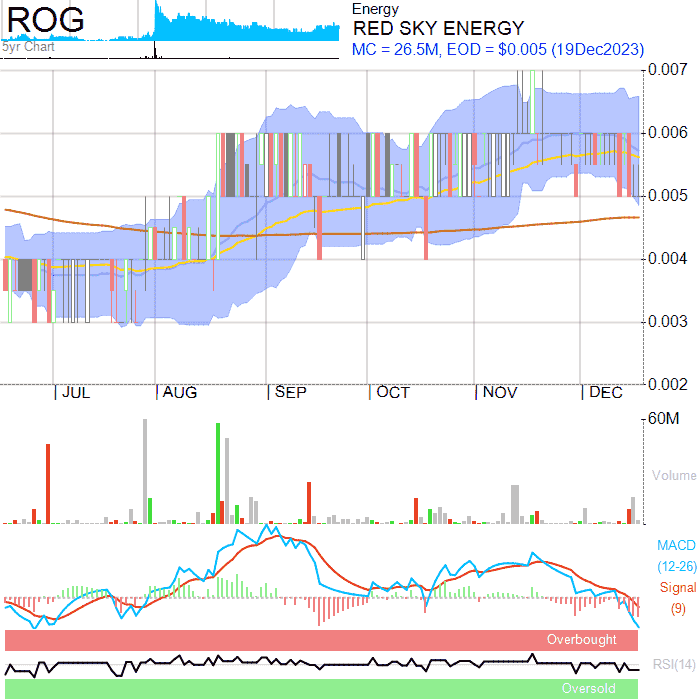 ROG
5yr Chart
Energy
RED SKY ENERGY
MC = 26.5M, EOD = $0.005 (19Dec2023)
0.007
0.006
0.005
0.004
0.003
0.002
JUL
AUG
SEP
OCT
NOV
DEC
60M
Volume
MACD
(12-26)
Signal
(9)
Overbought
RSI(14)
Oversold